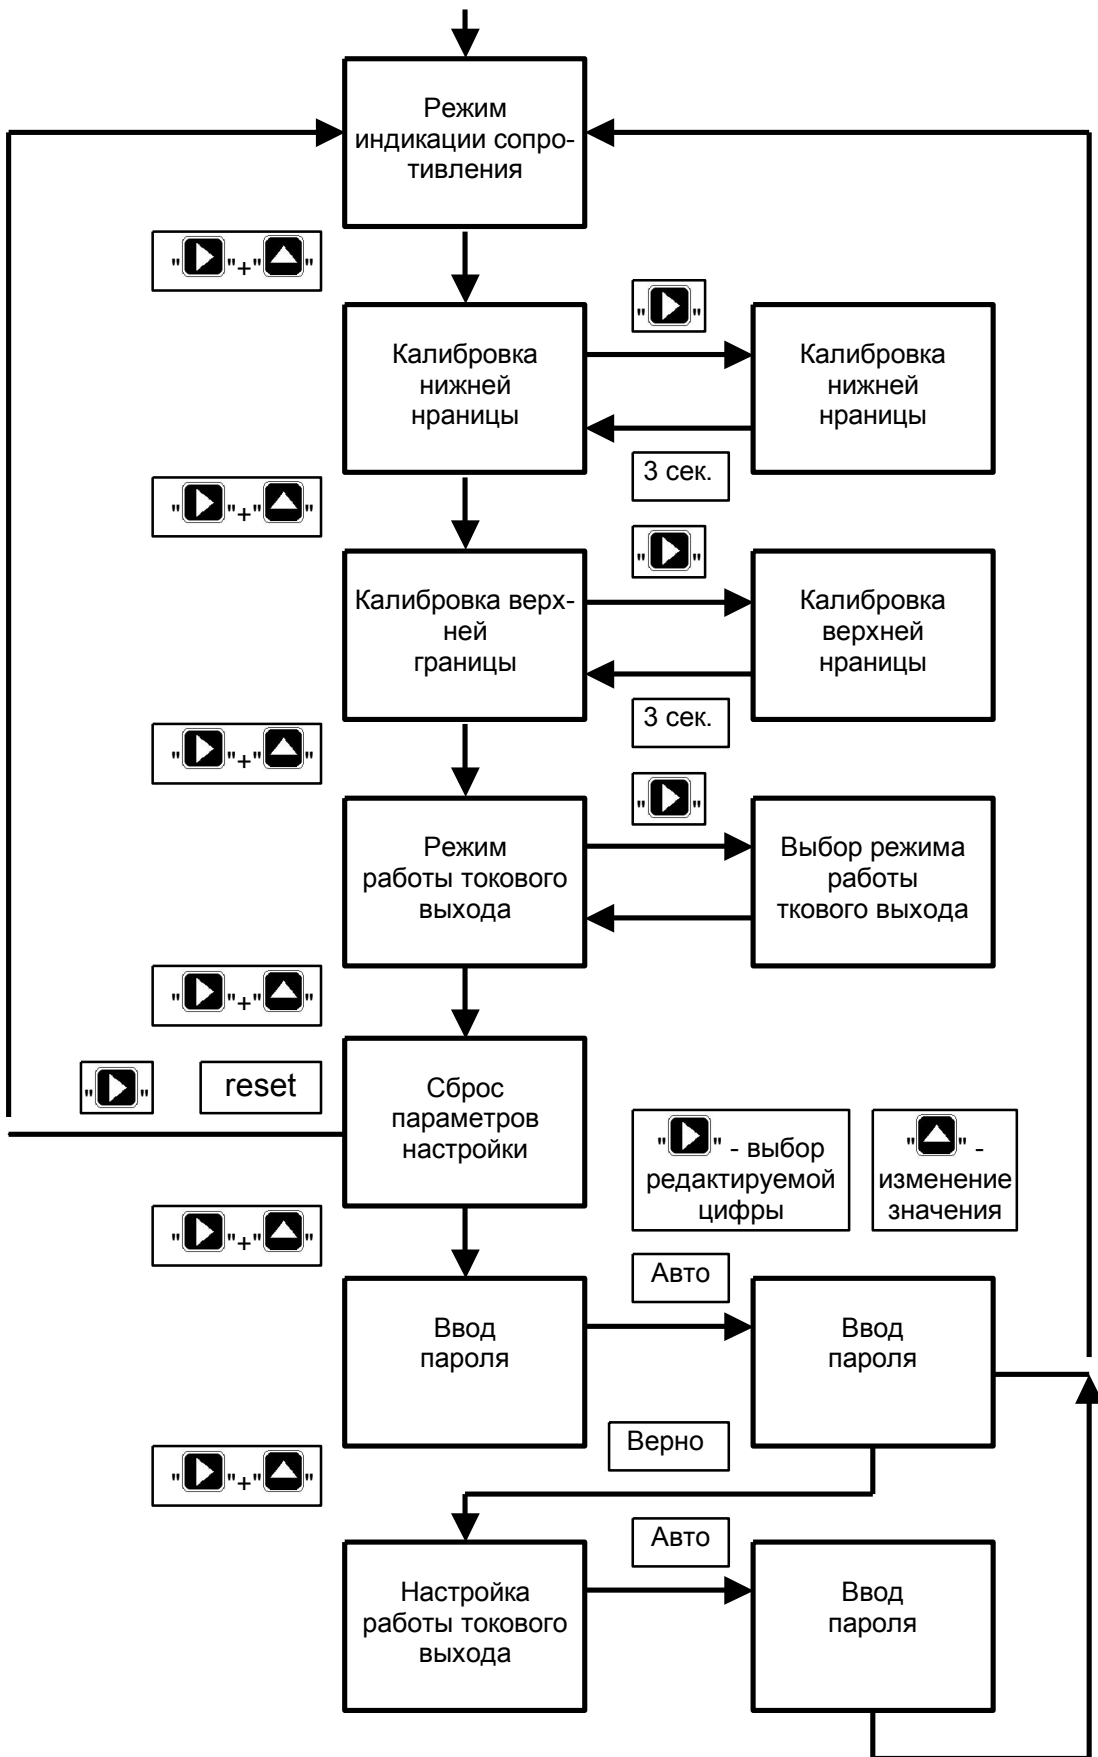 Режим
индикации сопро-
тивления
"▶"+"▲"
"▶"
Калибровка
нижней
нраницы
Калибровка
нижней
нраницы
3 сек.
"▶"+"▲"
"▶"
Калибровка верх-
ней
границы
Калибровка
верхней
нраницы
3 сек.
"▶"+"▲"
"▶"
Режим
работы токового
выхода
Выбор режима
работы
ткового выхода
"▶"+"▲"
"▶"
reset
Сброс
параметров
настройки
"▶" - выбор
редактируемой
цифры
"▲" -
изменение
значения
"▶"+"▲"
Авто
Ввод
пароля
Ввод
пароля
Верно
"▶"+"▲"
Авто
Настройка
работы токового
выхода
Ввод
пароля